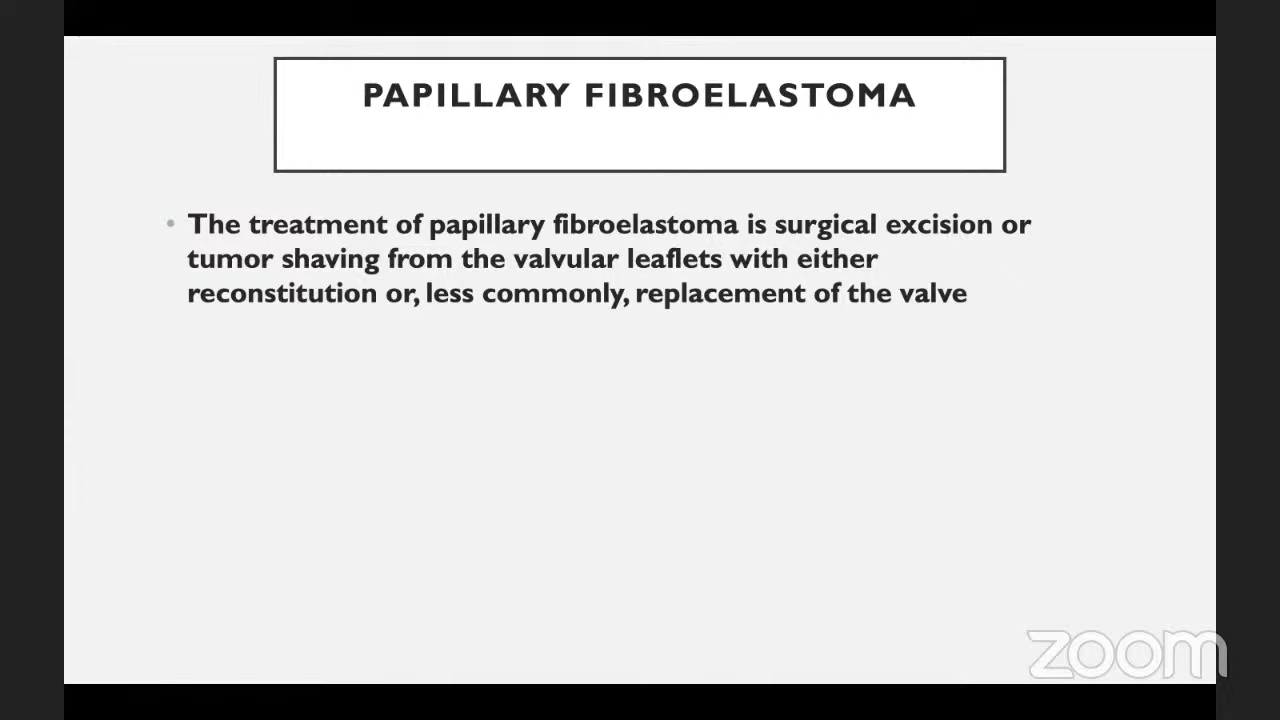 PAPILLARY FIBROELASTOMA
• The treatment of papillary fibroelastoma is surgical excision or
tumor shaving from the valvular leaflets with either
reconstitution or, less commonly, replacement of the valve
zoom